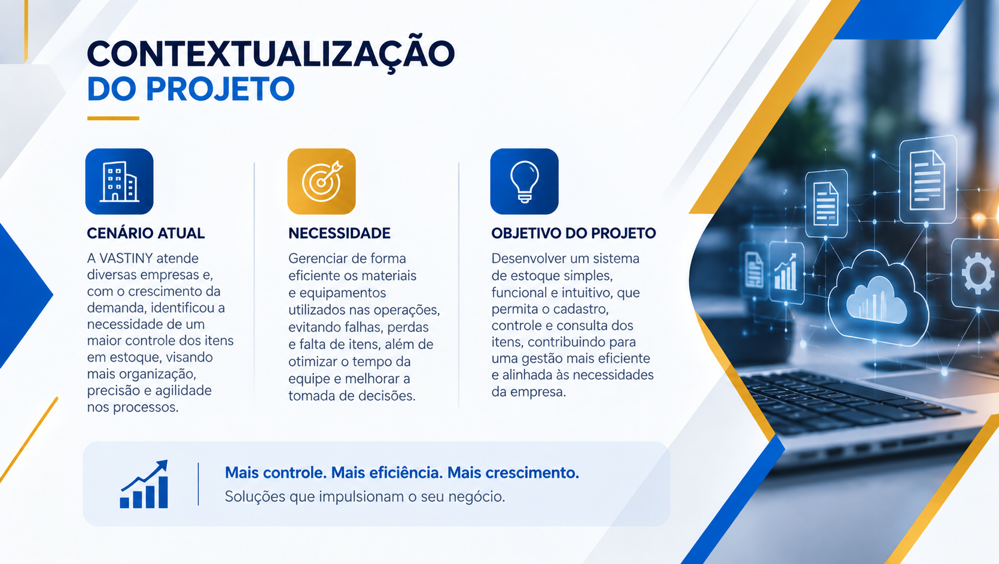 CONTEXTUALIZAÇÃO
DO PROJETO
CENÁRIO ATUAL
A VASTINY atende
diversas empresas e,
com o crescimento da
demanda, identificou a
necessidade de um
maior controle dos itens
em estoque, visando
mais organização,
precisão e agilidade
nos processos.
NECESSIDADE
Gerenciar de forma
eficiente os materiais
e equipamentos
utilizados nas operações,
evitando falhas, perdas
e falta de itens, além de
otimizar o tempo da
equipe e melhorar a
tomada de decisões.
OBJETIVO DO PROJETO
Desenvolver um sistema
de estoque simples,
funcional e intuitivo, que
permita o cadastro,
controle e consulta dos
itens, contribuindo para
uma gestão mais eficiente
e alinhada às necessidades
da empresa.
Mais controle. Mais eficiência. Mais crescimento.
Soluções que impulsionam o seu negócio.